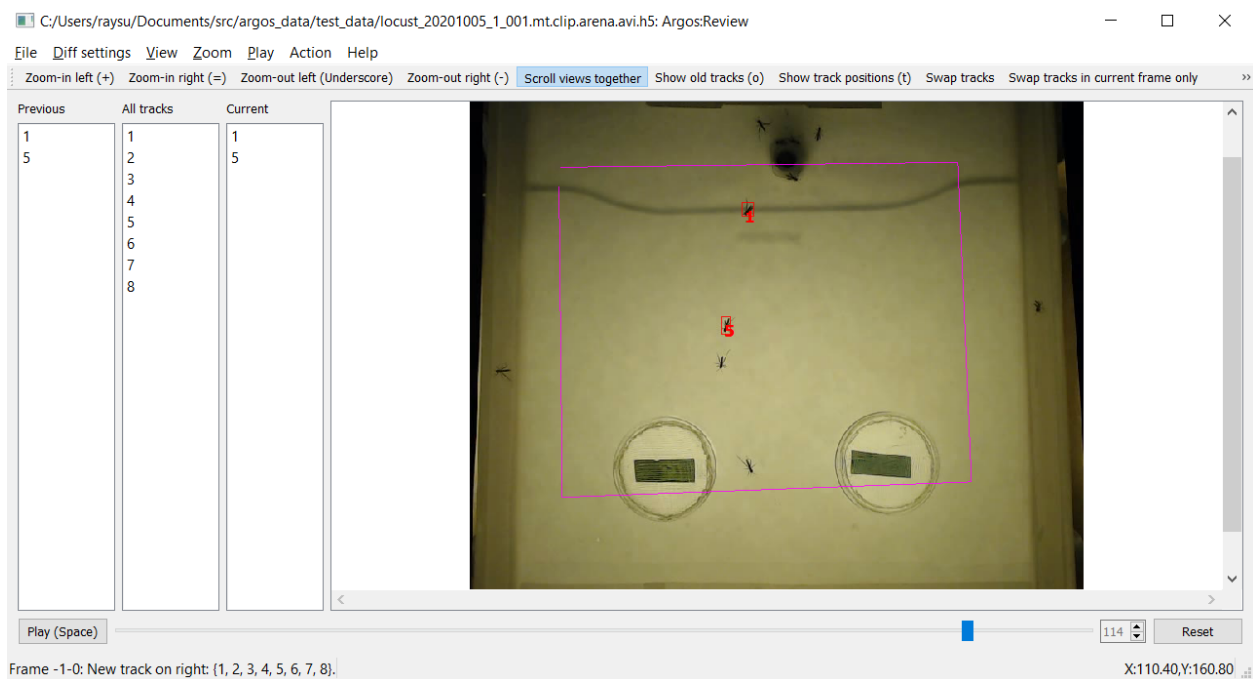 C:/Users/raysu/Documents/src/argos_data/test_data/locust_20201005_1_001.mt.clip.arena.avi.h5: Argos:Review
File Diff settings View Zoom Play Action Help
Zoom-in left (+) Zoom-in right (=) Zoom-out left (Underscore) Zoom-out right (-) Scroll views together Show old tracks (o) Show track positions (t) Swap tracks Swap tracks in current frame only »
Previous All tracks Current
1 1 1
5 2 5
3
4
5
6
7
8
1
5
Play (Space) 114 Reset
Frame -1-0: New track on right: {1, 2, 3, 4, 5, 6, 7, 8}. X:110.40,Y:160.80